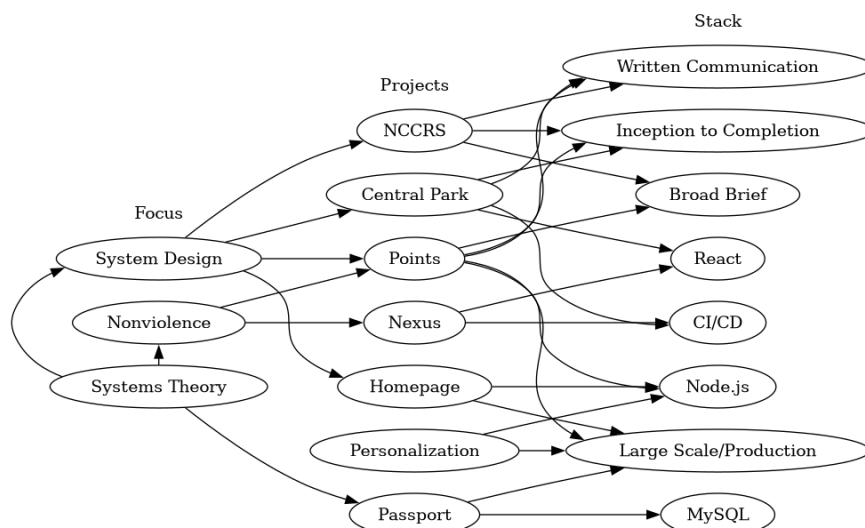 Stack
Written Communication
Projects
NCCRS
Inception to Completion
Central Park
Broad Brief
Focus
System Design
Points
React
Nonviolence
Nexus
CI/CD
Systems Theory
Homepage
Node.js
Personalization
Large Scale/Production
Passport
MySQL